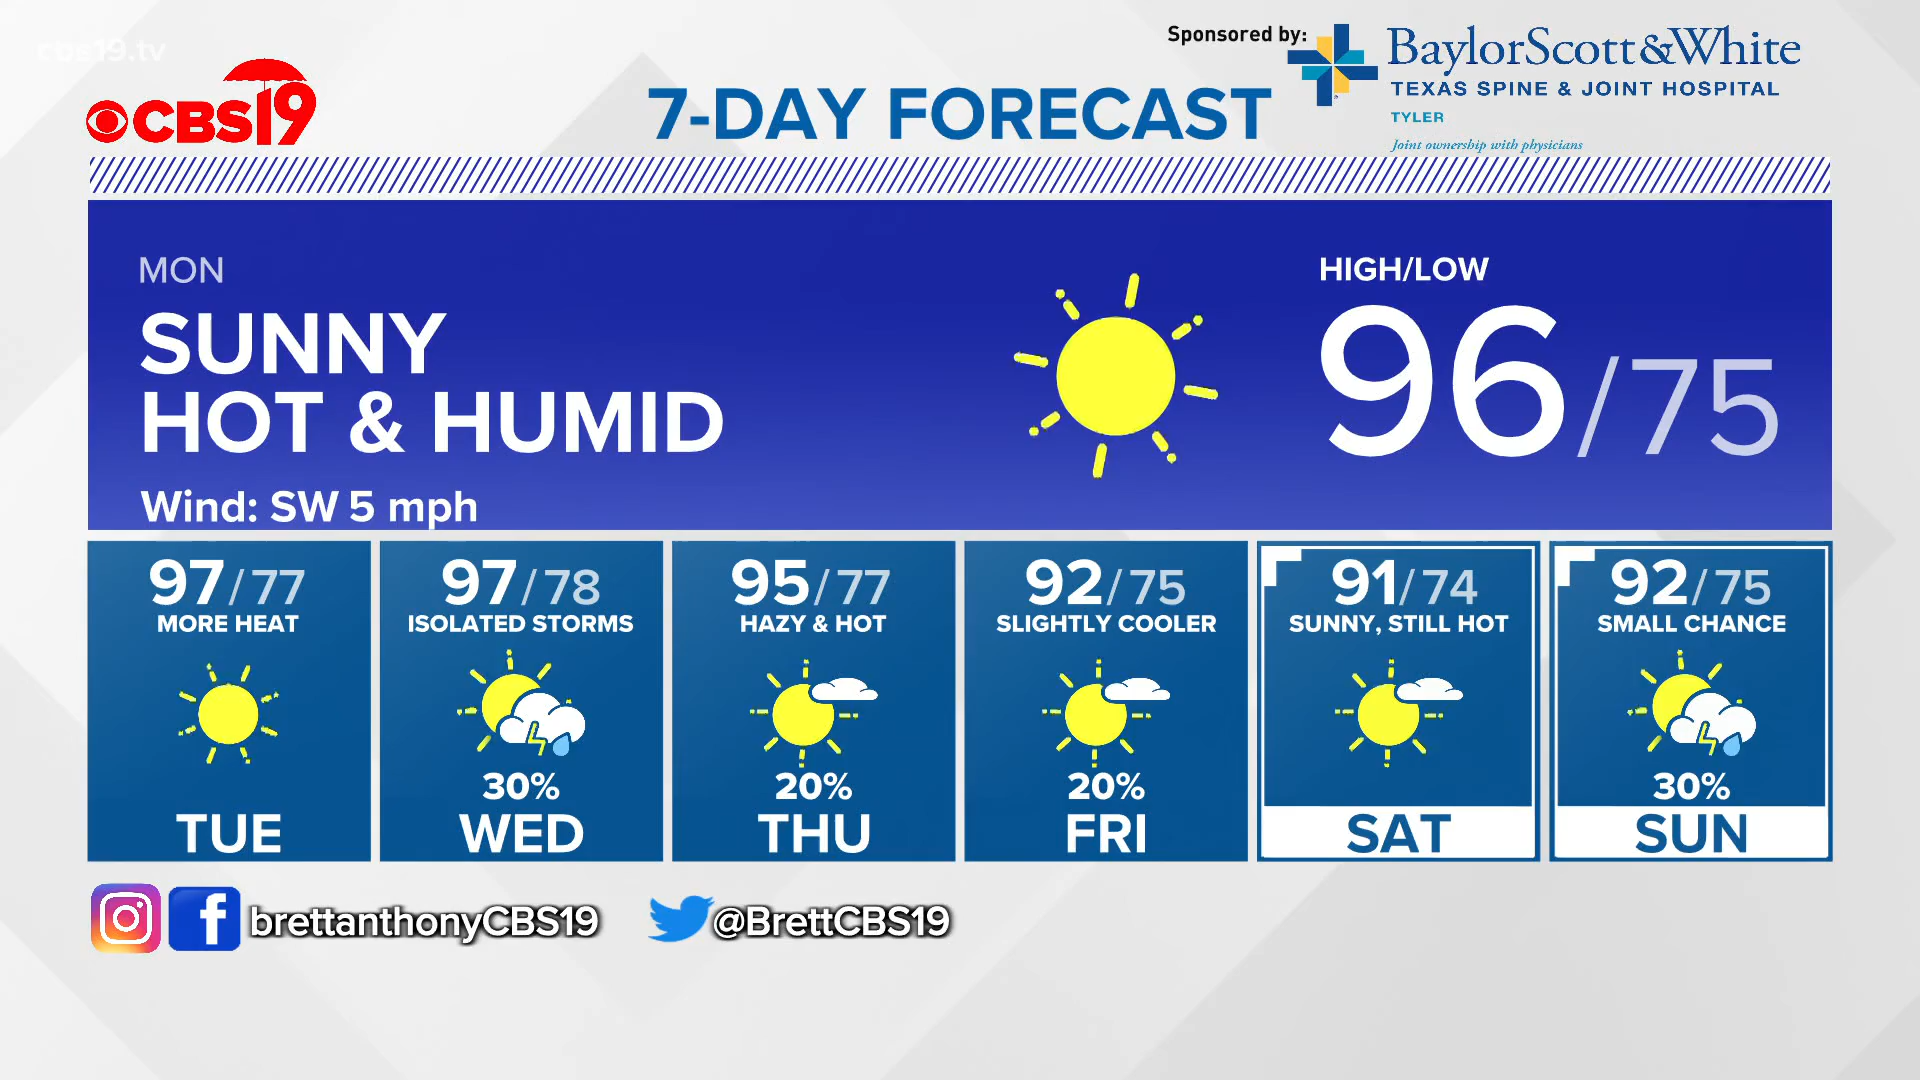 cbs19.tv
Sponsored by:
BaylorScott&White
TEXAS SPINE & JOINT HOSPITAL
TYLER
Joint ownership with physicians
CBS19
7-DAY FORECAST
MON
SUNNY
HOT & HUMID
Wind: SW 5 mph
HIGH/LOW
96/75
97/77
MORE HEAT
TUE
97/78
ISOLATED STORMS
30%
WED
95/77
HAZY & HOT
20%
THU
92/75
SLIGHTLY COOLER
20%
FRI
91/74
SUNNY, STILL HOT
SAT
92/75
SMALL CHANCE
30%
SUN
brettanthonyCBS19
@BrettCBS19